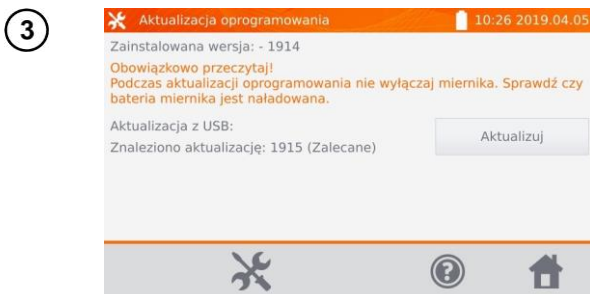 3
Aktualizacja oprogramowania 10:26 2019.04.05
Zainstalowana wersja: - 1914
Obowiązkowo przeczytaj!
Podczas aktualizacji oprogramowania nie wyłączaj miernika. Sprawdź czy
bateria miernika jest naładowana.
Aktualizacja z USB:
Znaleziono aktualizację: 1915 (Zalecane)
Aktualizuj
?